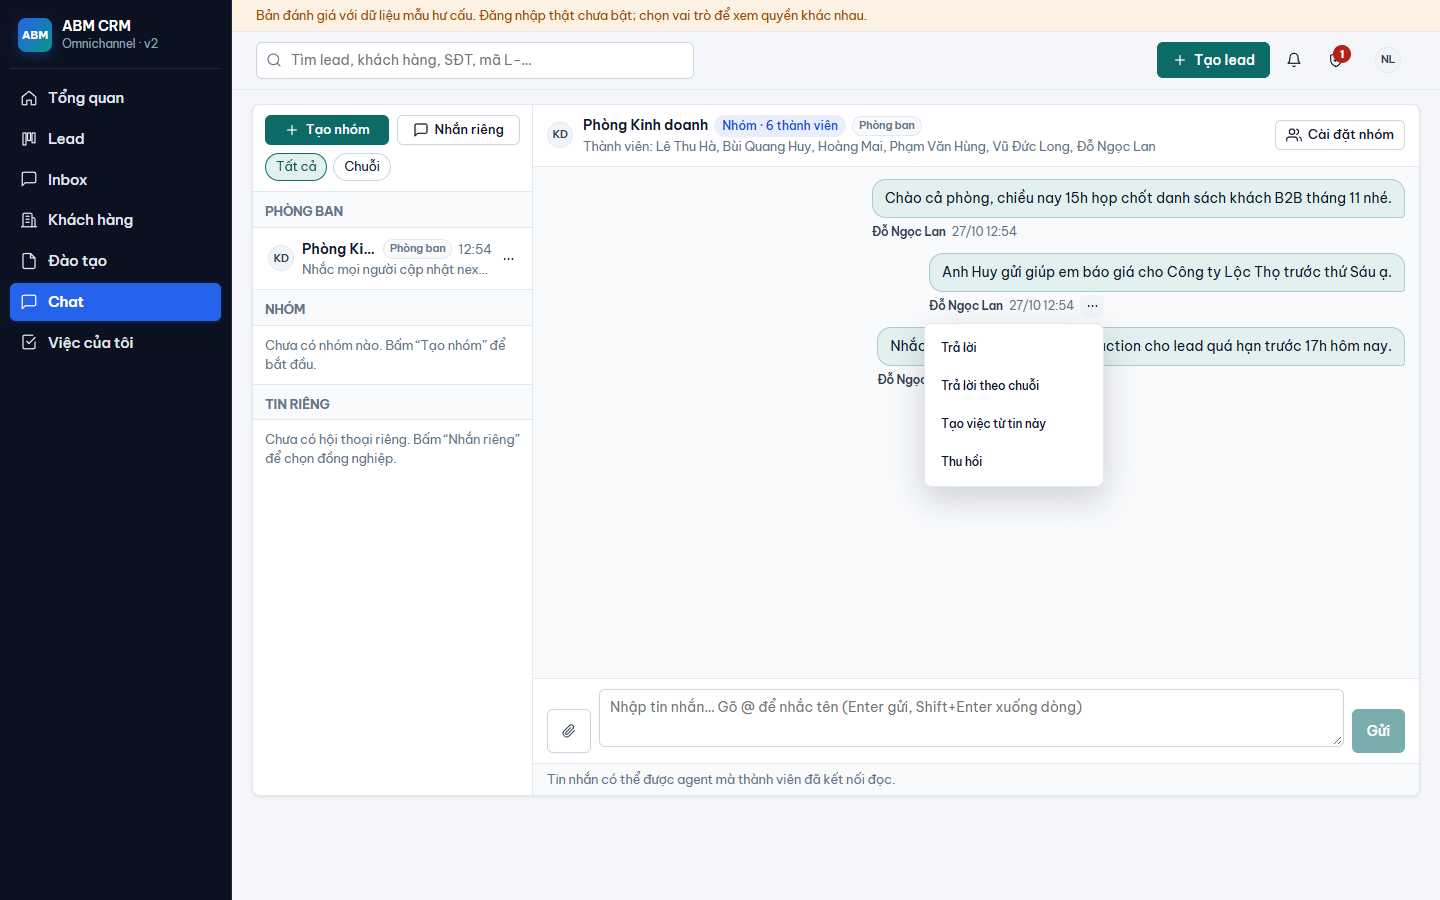 ABM
ABM CRM
Omnichannel · v2
Tổng quan
Lead
Inbox
Khách hàng
Đào tạo
Chat
Việc của tôi
Bản đánh giá với dữ liệu mẫu hư cấu. Đăng nhập thật chưa bật; chọn vai trò để xem quyền khác nhau.
Tìm lead, khách hàng, SĐT, mã L-...
Tạo lead
1
NL
Tạo nhóm
Nhắn riêng
Tất cả
Chuỗi
PHÒNG BAN
KD
Phòng Ki...
Phòng ban
12:54
Nhắc mọi người cập nhật nex...
NHÓM
Chưa có nhóm nào. Bấm “Tạo nhóm” để
bắt đầu.
TIN RIÊNG
Chưa có hội thoại riêng. Bấm “Nhắn riêng”
để chọn đồng nghiệp.
KD
Phòng Kinh doanh
Nhóm · 6 thành viên
Phòng ban
Thành viên: Lê Thu Hà, Bùi Quang Huy, Hoàng Mai, Phạm Văn Hùng, Vũ Đức Long, Đỗ Ngọc Lan
Cài đặt nhóm
Chào cả phòng, chiều nay 15h họp chốt danh sách khách B2B tháng 11 nhé.
Đỗ Ngọc Lan 27/10 12:54
Anh Huy gửi giúp em báo giá cho Công ty Lộc Thọ trước thứ Sáu ạ.
Đỗ Ngọc Lan 27/10 12:54
Nhắc
ction cho lead quá hạn trước 17h hôm nay.
Đỗ Ngọc
Trả lời
Trả lời theo chuỗi
Tạo việc từ tin này
Thu hồi
Nhập tin nhắn... Gõ @ để nhắc tên (Enter gửi, Shift+Enter xuống dòng)
Gửi
Tin nhắn có thể được agent mà thành viên đã kết nối đọc.